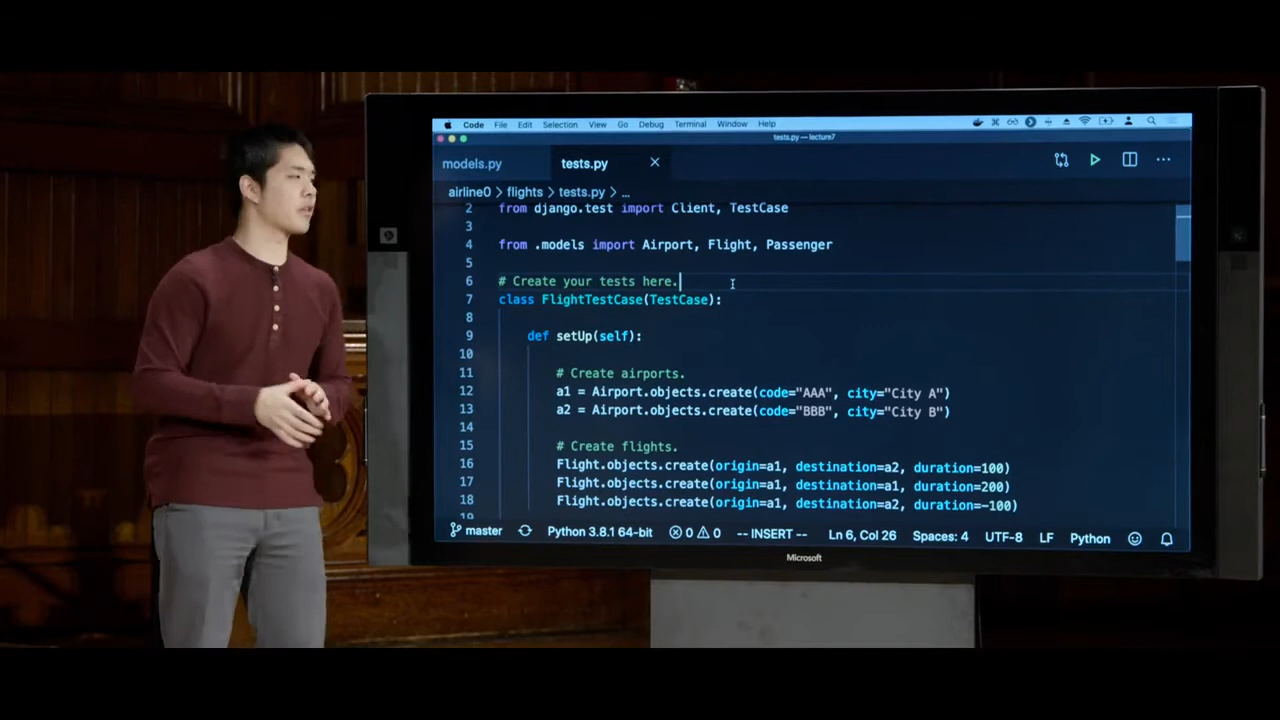 Code File Edit Selection View Go Debug Terminal Window Help
tests.py — lecture7
models.py tests.py
airline0 > flights > tests.py > ...
2 from django.test import Client, TestCase
3
4 from .models import Airport, Flight, Passenger
5
6 # Create your tests here.
7 class FlightTestCase(TestCase):
8
9 def setUp(self):
10
11 # Create airports.
12 a1 = Airport.objects.create(code="AAA", city="City A")
13 a2 = Airport.objects.create(code="BBB", city="City B")
14
15 # Create flights.
16 Flight.objects.create(origin=a1, destination=a2, duration=100)
17 Flight.objects.create(origin=a1, destination=a1, duration=200)
18 Flight.objects.create(origin=a1, destination=a2, duration=-100)
19
master Python 3.8.1 64-bit 0 0 -- INSERT -- Ln 6, Col 26 Spaces: 4 UTF-8 LF Python
Microsoft